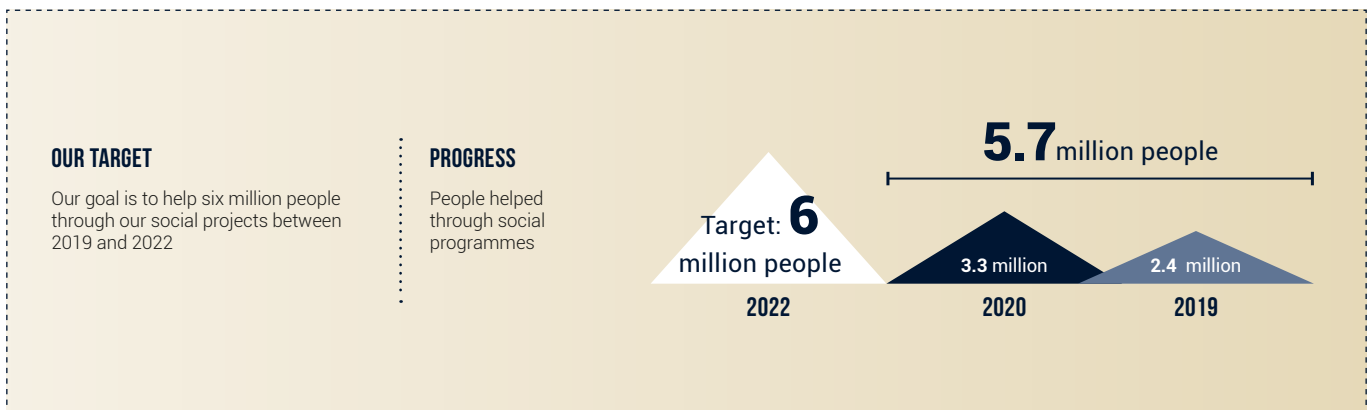 OUR TARGET
Our goal is to help six million people
through our social projects between
2019 and 2022
PROGRESS
People helped
through social
programmes
Target: 6
million people
2022
5.7 million people
3.3 million
2020
2.4 million
2019